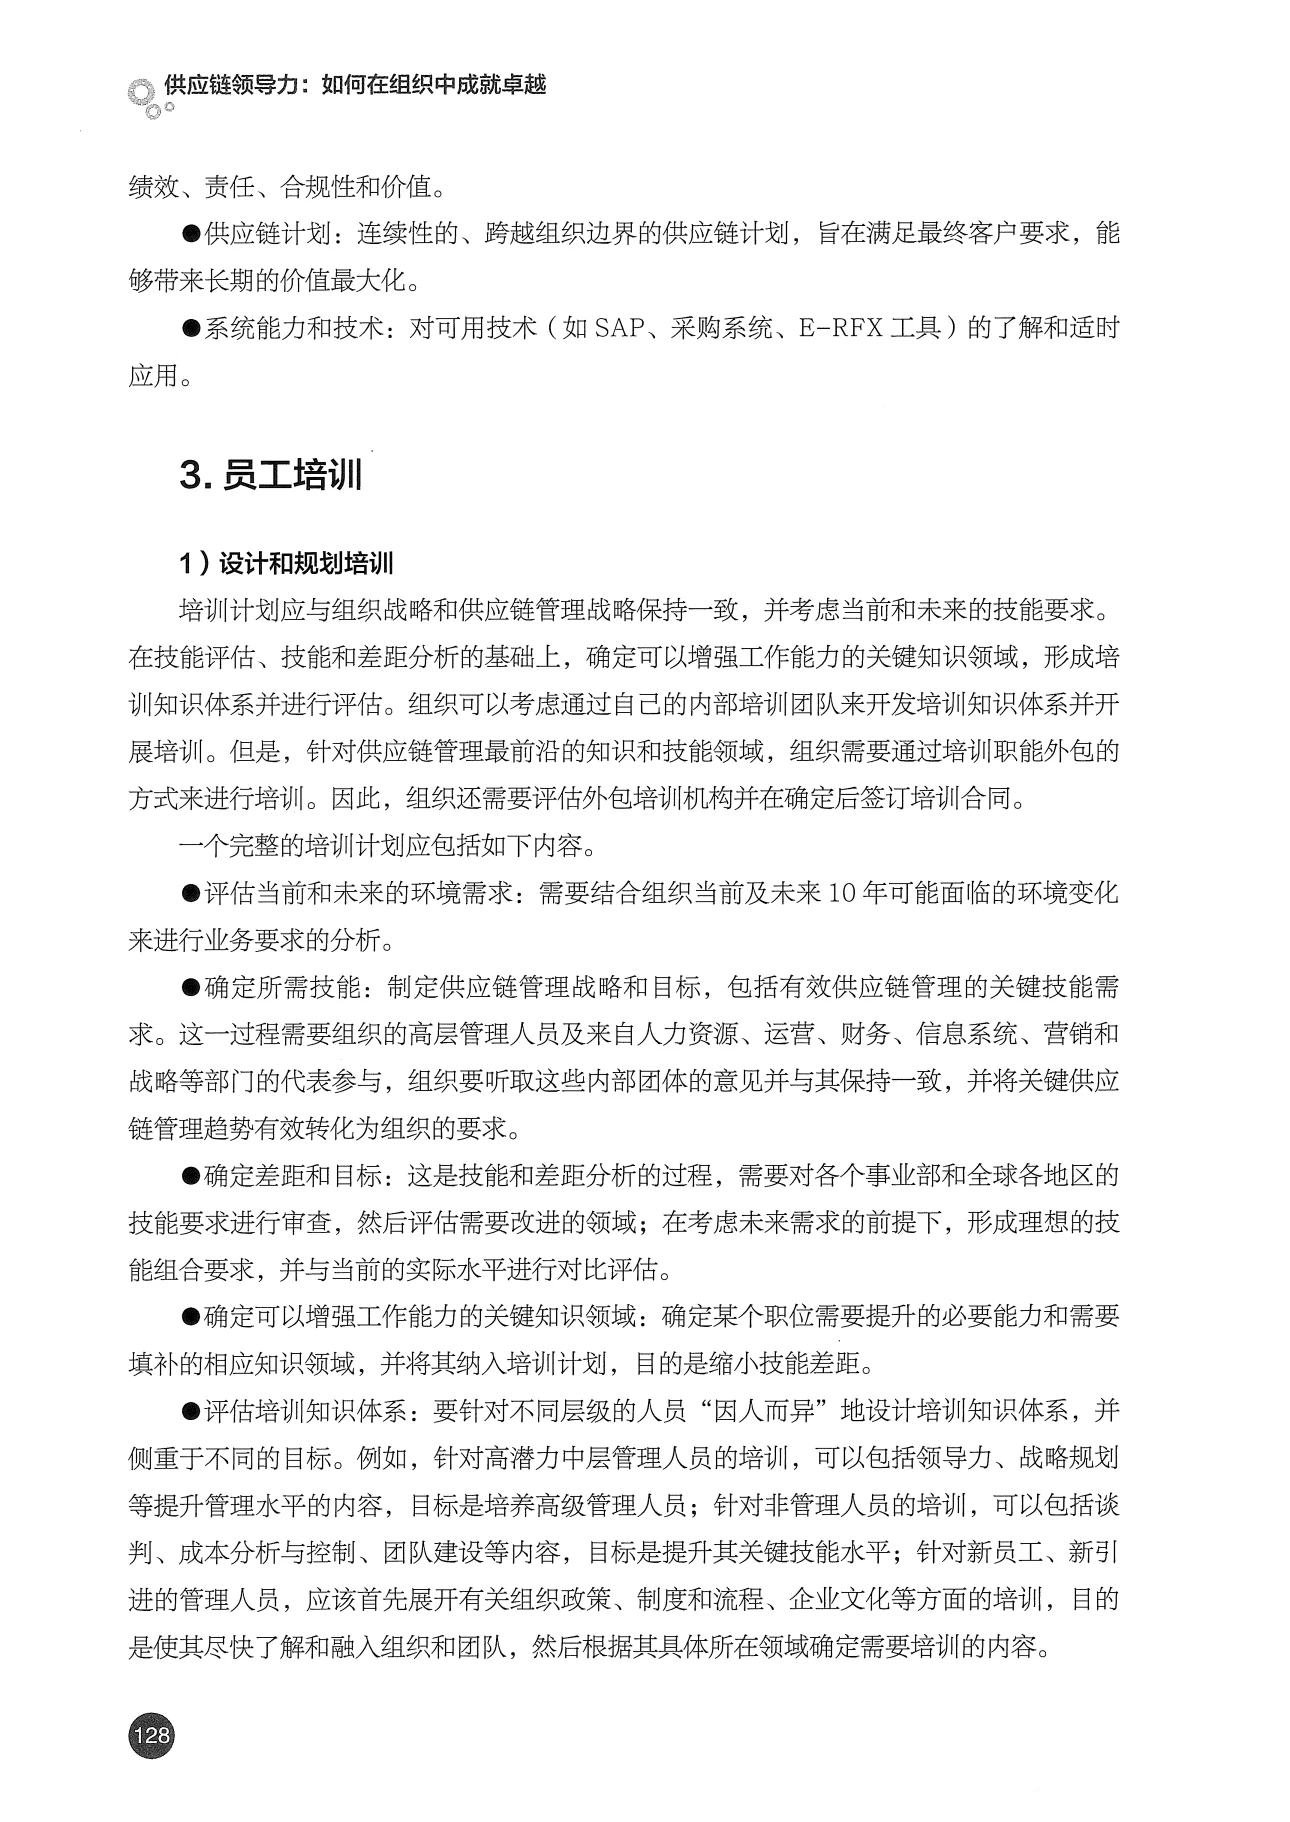 供应链领导力：如何在组织中成就卓越
绩效、责任、合规性和价值。
●供应链计划：连续性的、跨越组织边界的供应链计划，旨在满足最终客户要求，能
够带来长期的价值最大化。
●系统能力和技术：对可用技术（如 SAP、采购系统、E-RFX 工具）的了解和适时
应用。
3. 员工培训
1）设计和规划培训
培训计划应与组织战略和供应链管理战略保持一致，并考虑当前和未来的技能要求。
在技能评估、技能和差距分析的基础上，确定可以增强工作能力的关键知识领域，形成培
训知识体系并进行评估。组织可以考虑通过自己的内部培训团队来开发培训知识体系并开
展培训。但是，针对供应链管理最前沿的知识和技能领域，组织需要通过培训职能外包的
方式来进行培训。因此，组织还需要评估外包培训机构并在确定后签订培训合同。
一个完整的培训计划应包括如下内容。
●评估当前和未来的环境需求：需要结合组织当前及未来 10 年可能面临的环境变化
来进行业务要求的分析。
●确定所需技能：制定供应链管理战略和目标，包括有效供应链管理的关键技能需
求。这一过程需要组织的高层管理人员及来自人力资源、运营、财务、信息系统、营销和
战略等部门的代表参与，组织要听取这些内部团体的意见并与其保持一致，并将关键供应
链管理趋势有效转化为组织的要求。
●确定差距和目标：这是技能和差距分析的过程，需要对各个事业部和全球各地区的
技能要求进行审查，然后评估需要改进的领域；在考虑未来需求的前提下，形成理想的技
能组合要求，并与当前的实际水平进行对比评估。
●确定可以增强工作能力的关键知识领域：确定某个职位需要提升的必要能力和需要
填补的相应知识领域，并将其纳入培训计划，目的是缩小技能差距。
●评估培训知识体系：要针对不同层级的人员“因人而异”地设计培训知识体系，并
侧重于不同的目标。例如，针对高潜力中层管理人员的培训，可以包括领导力、战略规划
等提升管理水平的内容，目标是培养高级管理人员；针对非管理人员的培训，可以包括谈
判、成本分析与控制、团队建设等内容，目标是提升其关键技能水平；针对新员工、新引
进的管理人员，应该首先展开有关组织政策、制度和流程、企业文化等方面的培训，目的
是使其尽快了解和融入组织和团队，然后根据其具体所在领域确定需要培训的内容。
128